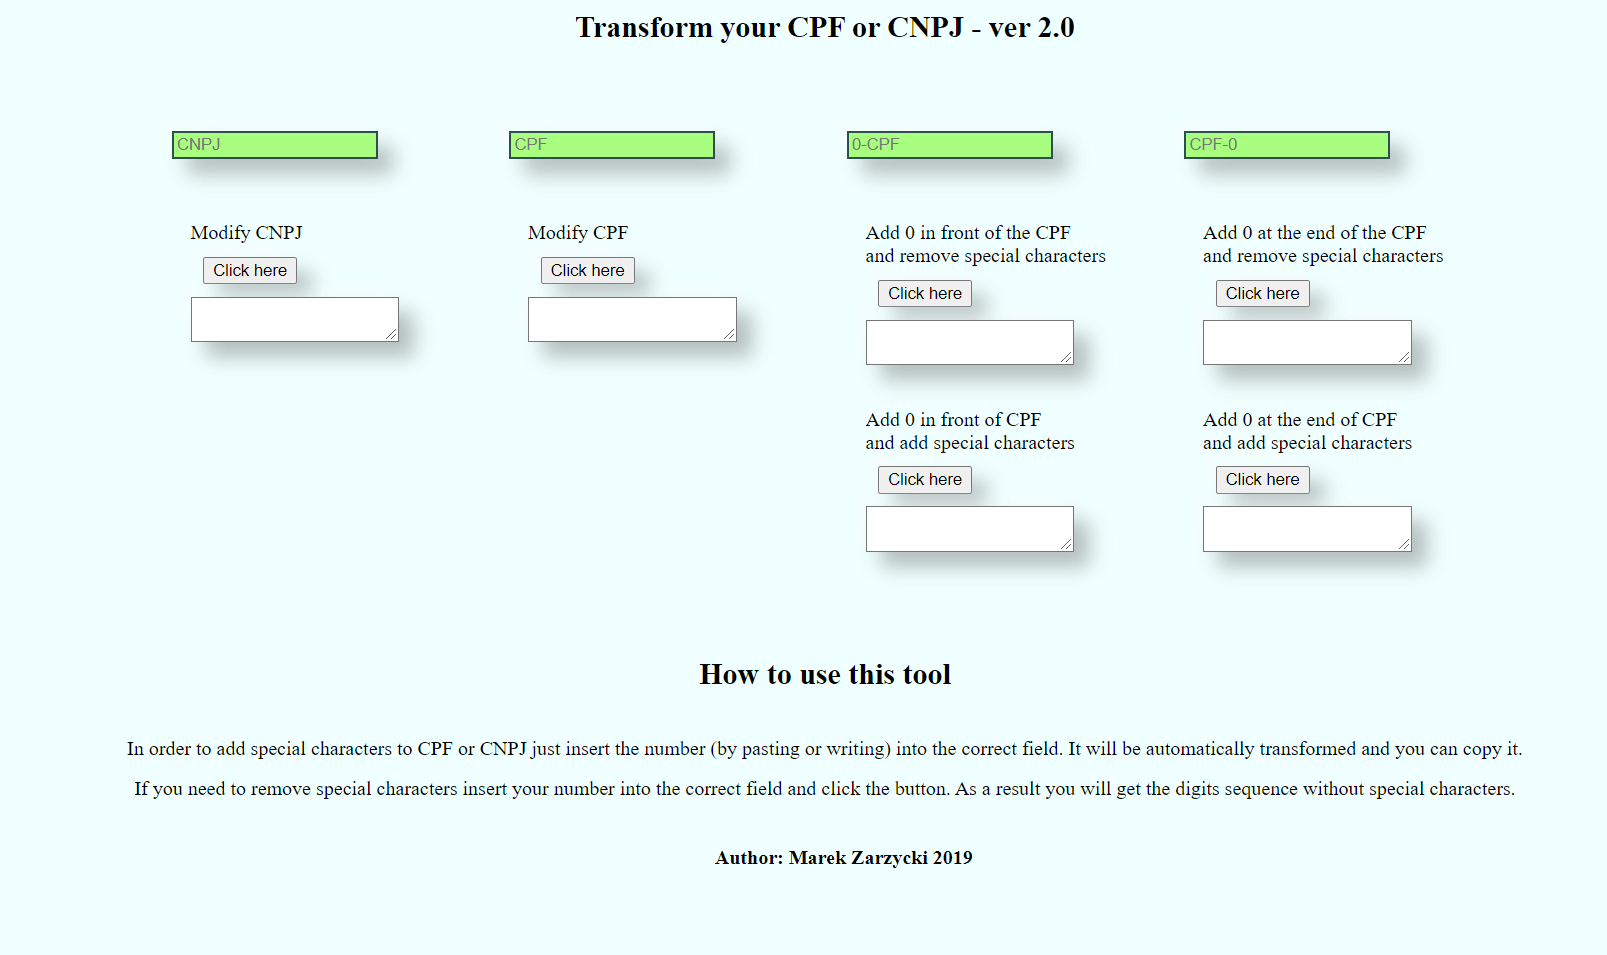 Transform your CPF or CNPJ - ver 2.0
CNPJ
CPF
0-CPF
CPF-0
Modify CNPJ
Click here
Modify CPF
Click here
Add 0 in front of the CPF
and remove special characters
Click here
Add 0 at the end of the CPF
and remove special characters
Click here
Add 0 in front of CPF
and add special characters
Click here
Add 0 at the end of CPF
and add special characters
Click here
How to use this tool
In order to add special characters to CPF or CNPJ just insert the number (by pasting or writing) into the correct field. It will be automatically transformed and you can copy it.
If you need to remove special characters insert your number into the correct field and click the button. As a result you will get the digits sequence without special characters.
Author: Marek Zarzycki 2019